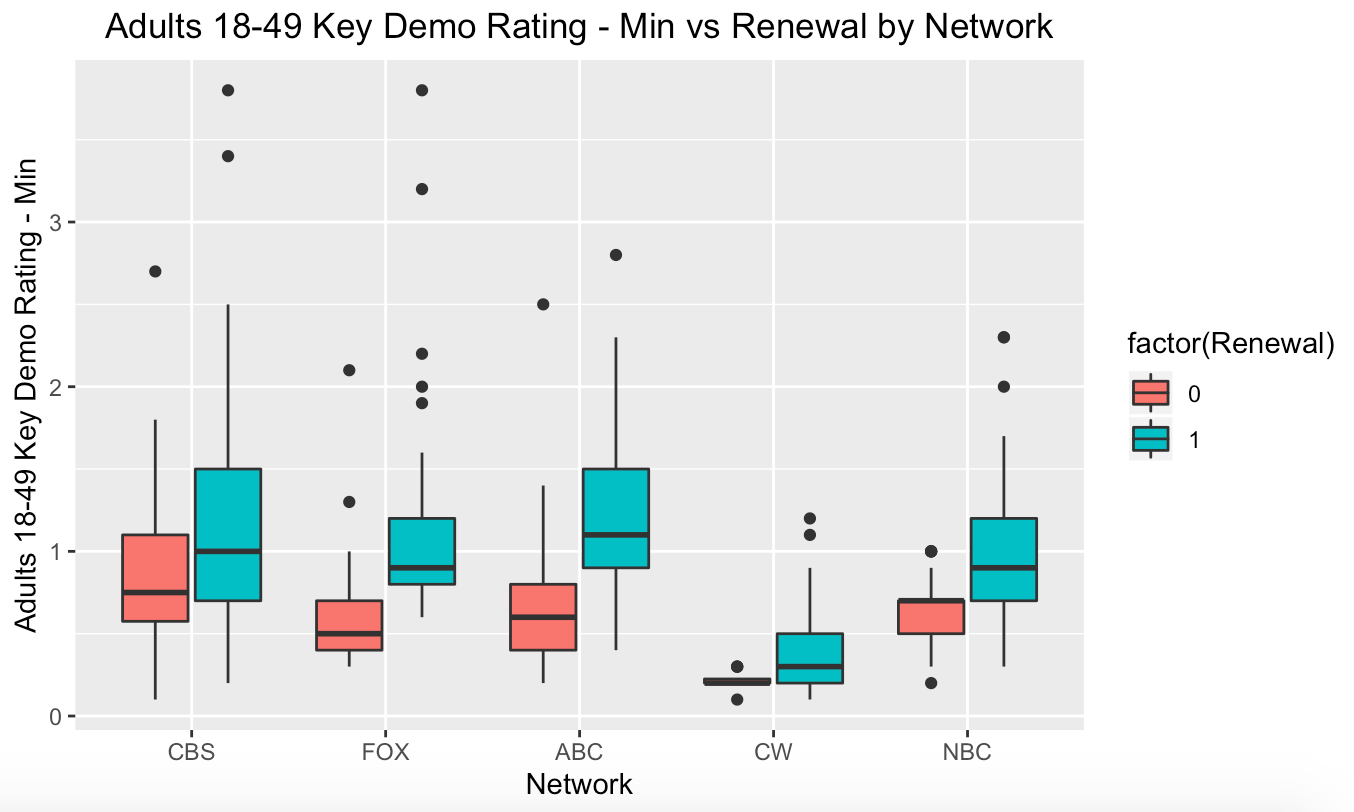 Adults 18-49 Key Demo Rating - Min vs Renewal by Network
Adults 18-49 Key Demo Rating - Min
3
2
1
0
CBS
FOX
ABC
CW
NBC
Network
factor(Renewal)
0
1